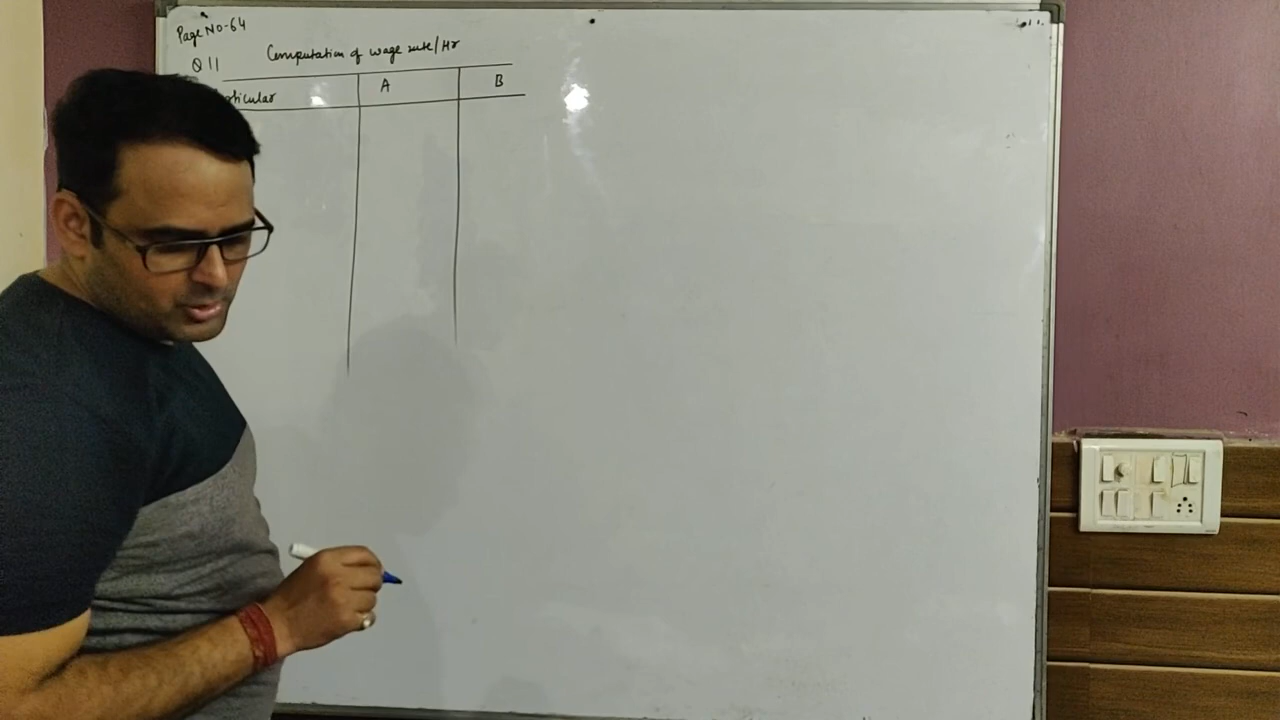 Page No-64
Q 11 Computation of wage rate/Hr
Particular A B